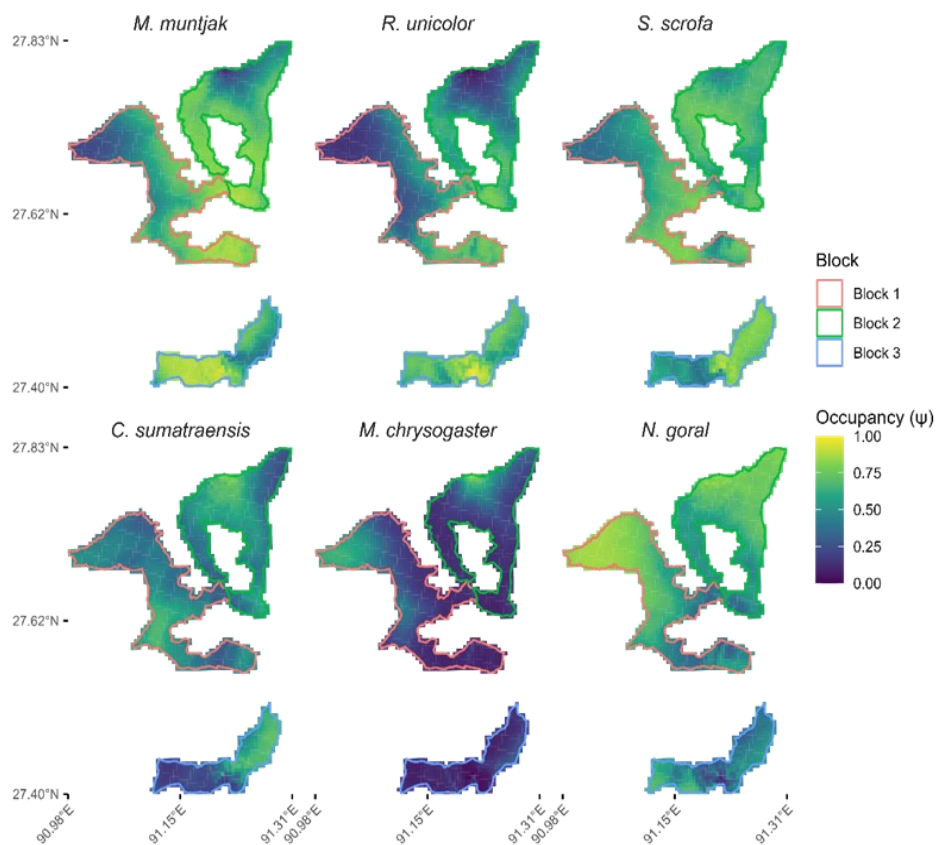 M. muntjak
R. unicolor
S. scrofa
27.83°N
27.62°N
27.40°N
Block
Block 1
Block 2
Block 3
C. sumatraensis
M. chrysogaster
N. goral
Occupancy (ψ)
1.00
0.75
0.50
0.25
0.00
27.83°N
27.62°N
27.40°N
90.98°E
91.15°E
91.31°E
90.98°E
91.15°E
91.31°E
90.98°E
91.15°E
91.31°E